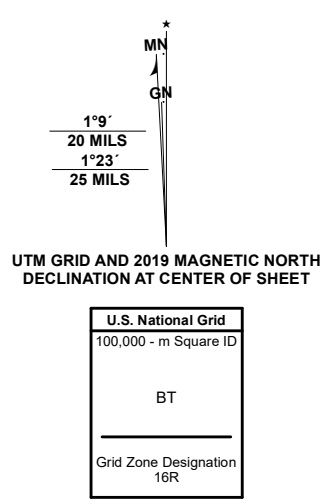 MN
GN
1°9´
20 MILS
1°23´
25 MILS
UTM GRID AND 2019 MAGNETIC NORTH
DECLINATION AT CENTER OF SHEET
U.S. National Grid
100,000 - m Square ID
BT
Grid Zone Designation
16R